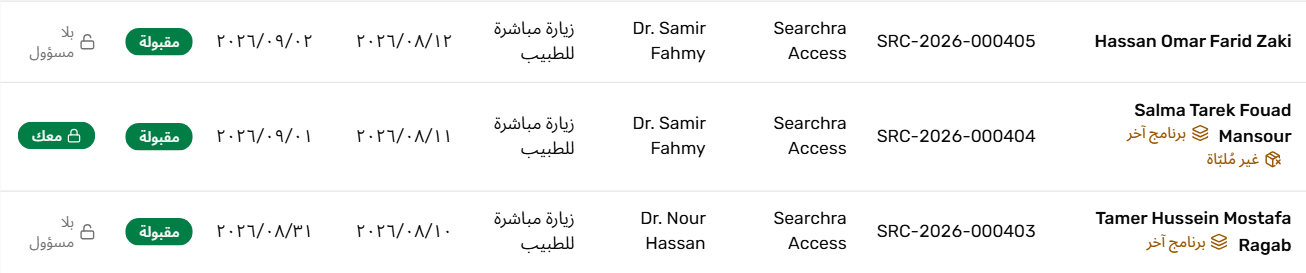 Hassan Omar Farid Zaki
SRC-2026-000405
Searchra
Access
Dr. Samir
Fahmy
زيارة مباشرة
للطبيب
٢٠٢٦/٠٨/١٢
٢٠٢٦/٠٩/٠٢
مقبولة
بلا
مسؤول
Salma Tarek Fouad
Mansour برنامج آخر
غير مُلبّاة
SRC-2026-000404
Searchra
Access
Dr. Samir
Fahmy
زيارة مباشرة
للطبيب
٢٠٢٦/٠٨/١١
٢٠٢٦/٠٩/٠١
مقبولة
معك
Tamer Hussein Mostafa
Ragab برنامج آخر
SRC-2026-000403
Searchra
Access
Dr. Nour
Hassan
زيارة مباشرة
للطبيب
٢٠٢٦/٠٨/١٠
٢٠٢٦/٠٨/٣١
مقبولة
بلا
مسؤول